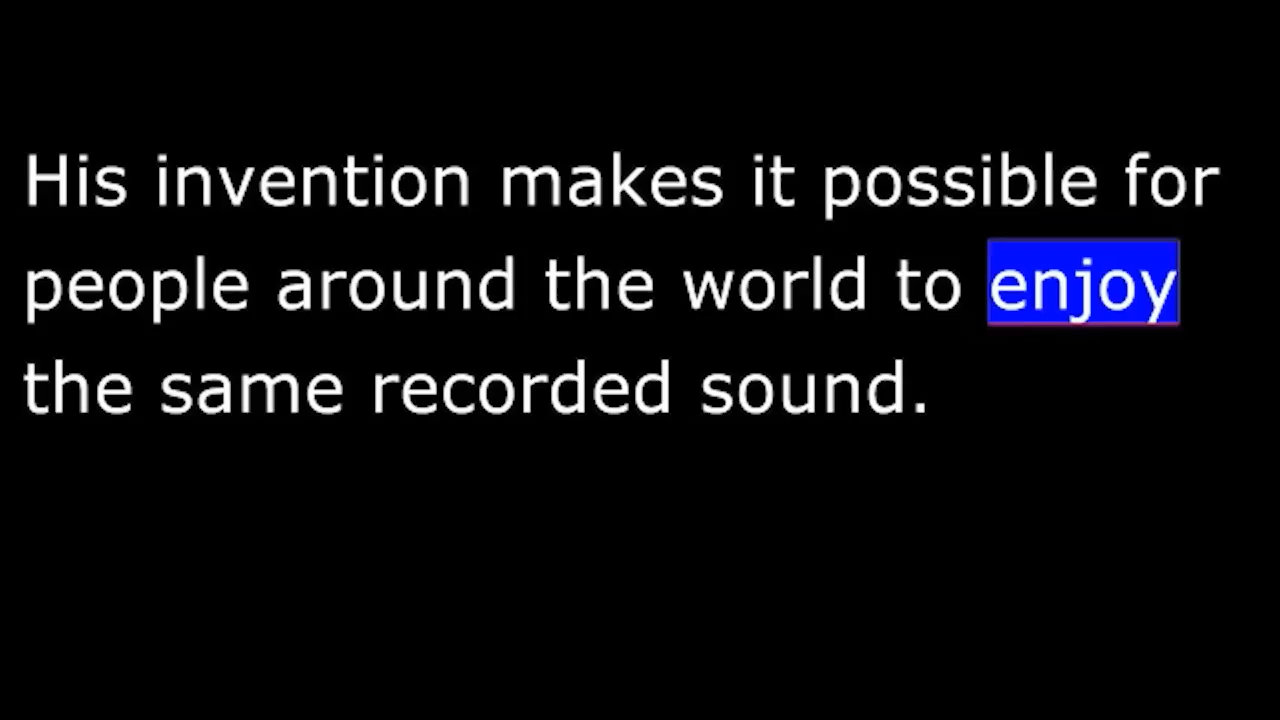 His invention makes it possible for
people around the world to enjoy
the same recorded sound.